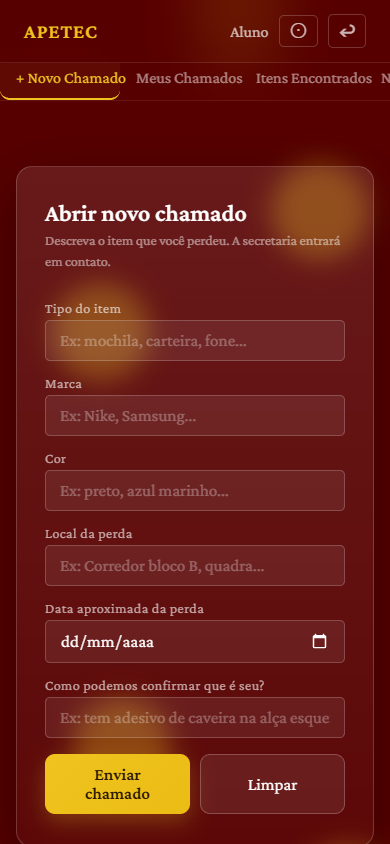 APETEC
Aluno
+ Novo Chamado Meus Chamados Itens Encontrados N
Abrir novo chamado
Descreva o item que você perdeu. A secretaria entrará
em contato.
Tipo do item
Ex: mochila, carteira, fone...
Marca
Ex: Nike, Samsung...
Cor
Ex: preto, azul marinho...
Local da perda
Ex: Corredor bloco B, quadra...
Data aproximada da perda
dd/mm/aaaa
Como podemos confirmar que é seu?
Ex: tem adesivo de caveira na alça esque
Enviar
chamado
Limpar